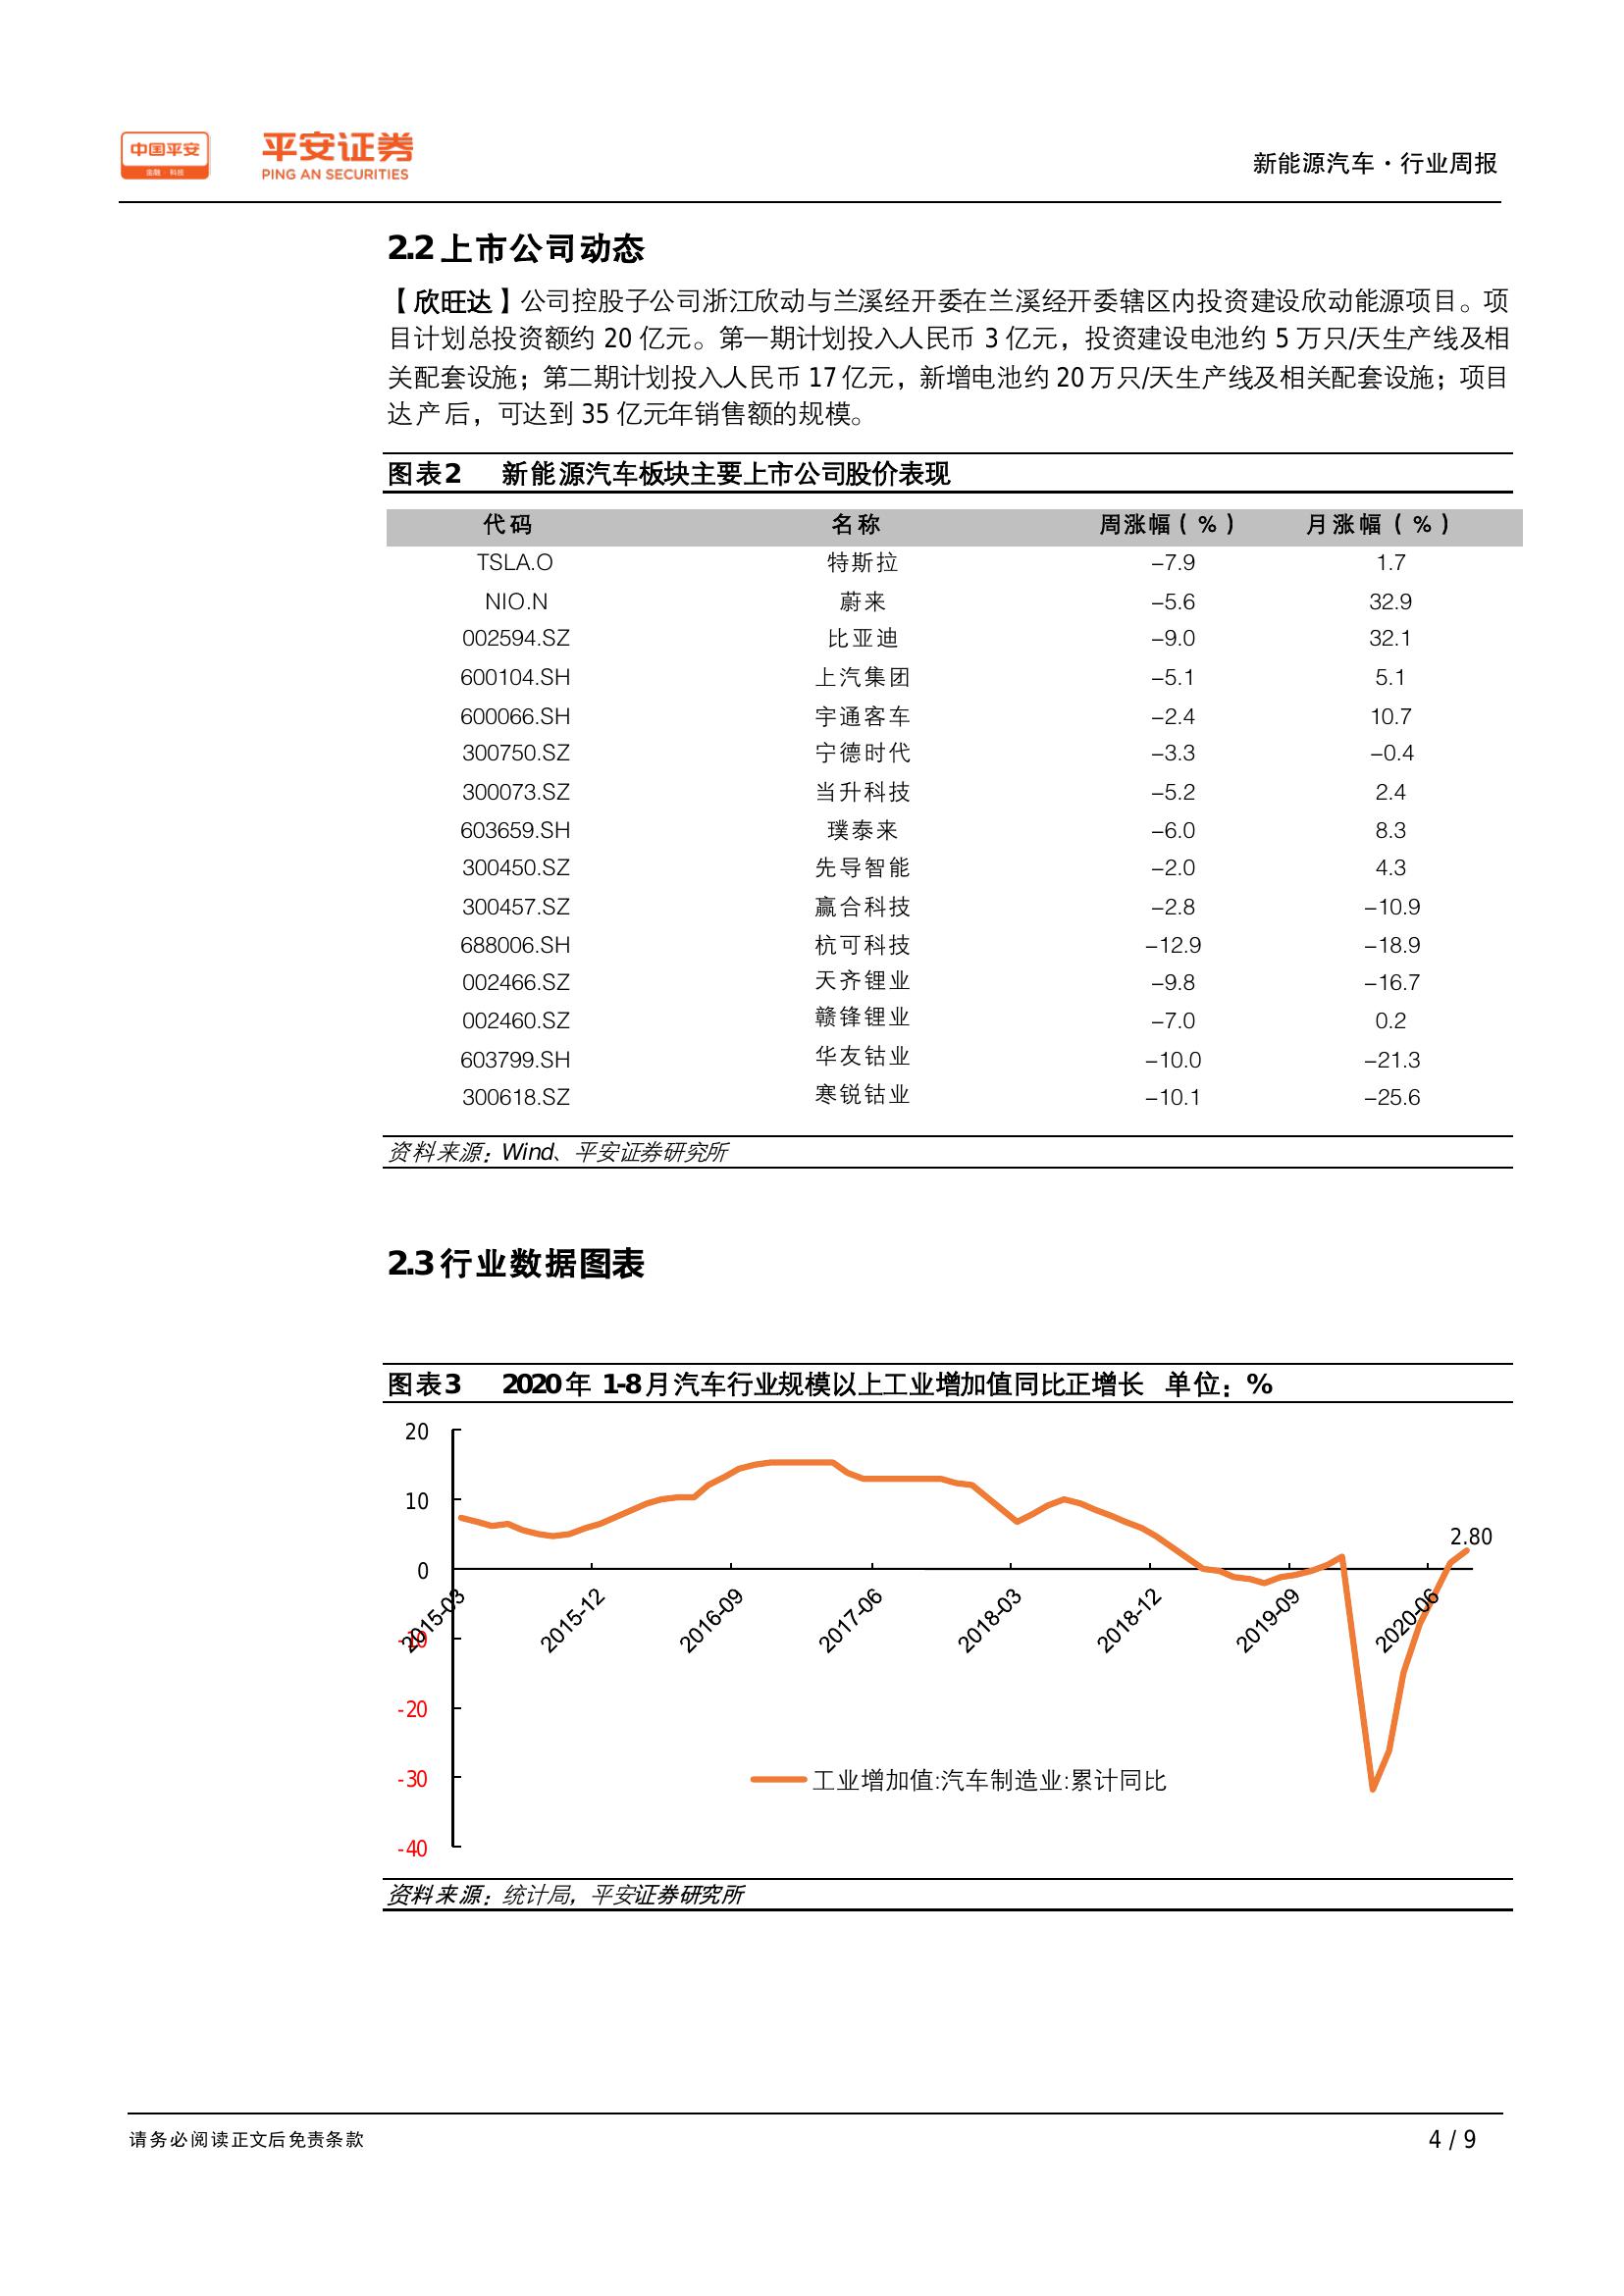 中国平安
金融·科技
平安证券
PING AN SECURITIES
新能源汽车·行业周报
2.2 上市公司动态
【欣旺达】公司控股子公司浙江欣动与兰溪经开委在兰溪经开委辖区内投资建设欣动能源项目。项
目计划总投资额约 20 亿元。第一期计划投入人民币 3 亿元，投资建设电池约 5 万只/天生产线及相
关配套设施；第二期计划投入人民币 17 亿元，新增电池约 20 万只/天生产线及相关配套设施；项目
达产后，可达到 35 亿元年销售额的规模。
图表2 新能源汽车板块主要上市公司股价表现
代码 名称 周涨幅（%） 月涨幅（%）
TSLA.O 特斯拉 -7.9 1.7
NIO.N 蔚来 -5.6 32.9
002594.SZ 比亚迪 -9.0 32.1
600104.SH 上汽集团 -5.1 5.1
600066.SH 宇通客车 -2.4 10.7
300750.SZ 宁德时代 -3.3 -0.4
300073.SZ 当升科技 -5.2 2.4
603659.SH 璞泰来 -6.0 8.3
300450.SZ 先导智能 -2.0 4.3
300457.SZ 赢合科技 -2.8 -10.9
688006.SH 杭可科技 -12.9 -18.9
002466.SZ 天齐锂业 -9.8 -16.7
002460.SZ 赣锋锂业 -7.0 0.2
603799.SH 华友钴业 -10.0 -21.3
300618.SZ 寒锐钴业 -10.1 -25.6
资料来源：Wind、平安证券研究所
2.3 行业数据图表
图表3 2020 年 1-8 月汽车行业规模以上工业增加值同比正增长 单位：%
20
10
0
-10
-20
-30
-40
2.80
2015-03 2015-12 2016-09 2017-06 2018-03 2018-12 2019-09 2020-06
工业增加值:汽车制造业:累计同比
资料来源：统计局，平安证券研究所
请务必阅读正文后免责条款
4 / 9